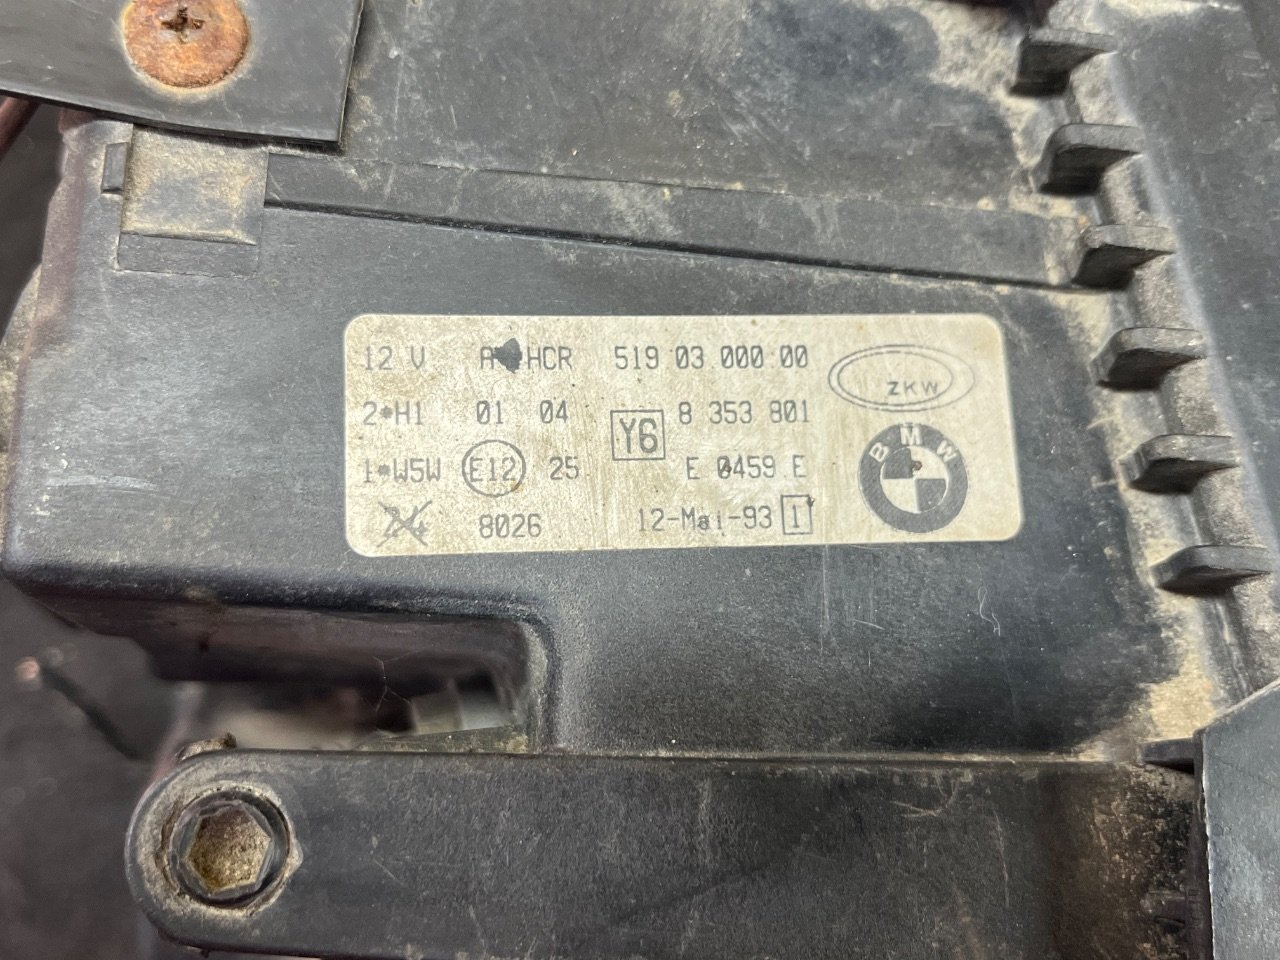 12 V A HCR 519 03 000 00
2*H1 01 04 Y6 8 353 801
1*W5W E12 25 E 0459 E
24 8026 12-Mai-93 I
ZKW
BMW